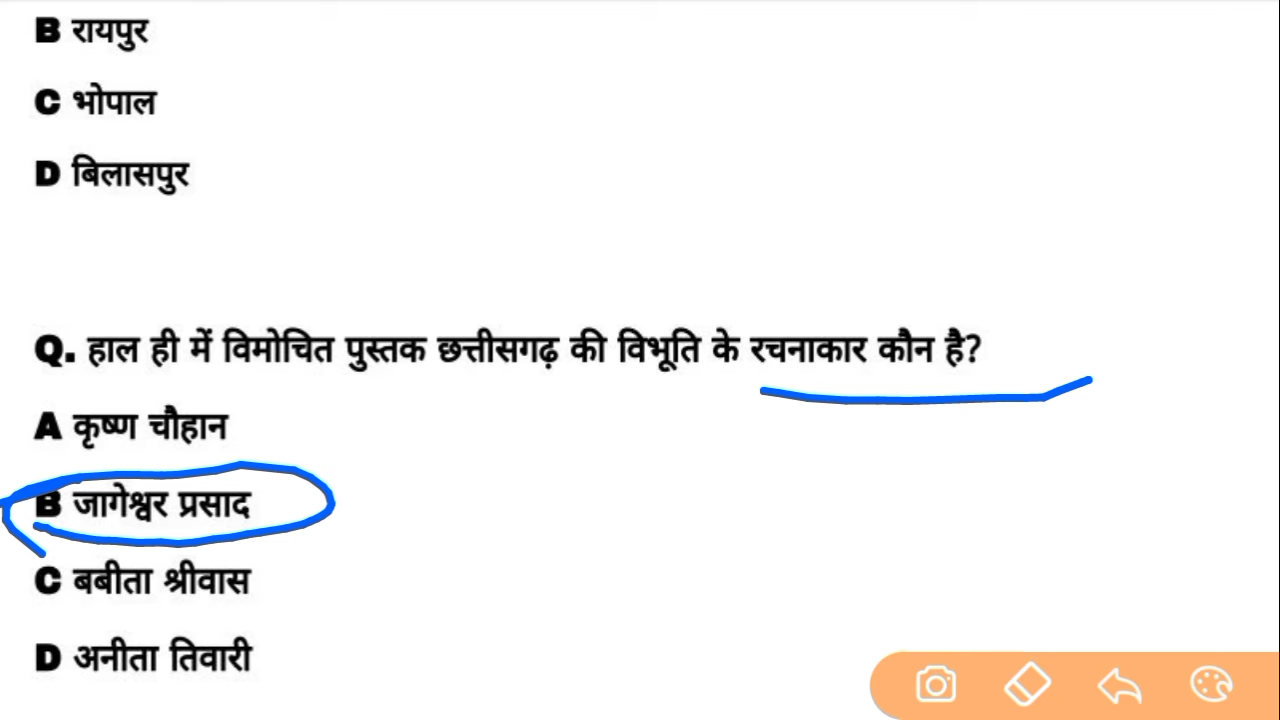 B रायपुर
C भोपाल
D बिलासपुर
Q. हाल ही में विमोचित पुस्तक छत्तीसगढ़ की विभूति के रचनाकार कौन है?
A कृष्ण चौहान
B जागेश्वर प्रसाद
C बबीता श्रीवास
D अनीता तिवारी